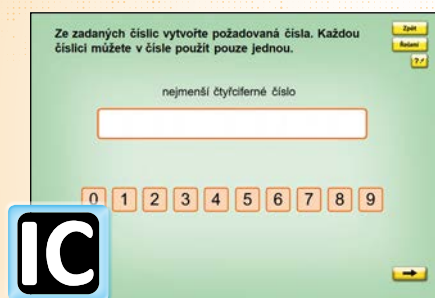 Ze zadaných číslic vytvořte požadovaná čísla. Každou
číslici můžete v čísle použít pouze jednou.
Zpět
Řešení
?
nejmenší čtyřciferné číslo
0 1 2 3 4 5 6 7 8 9
IC